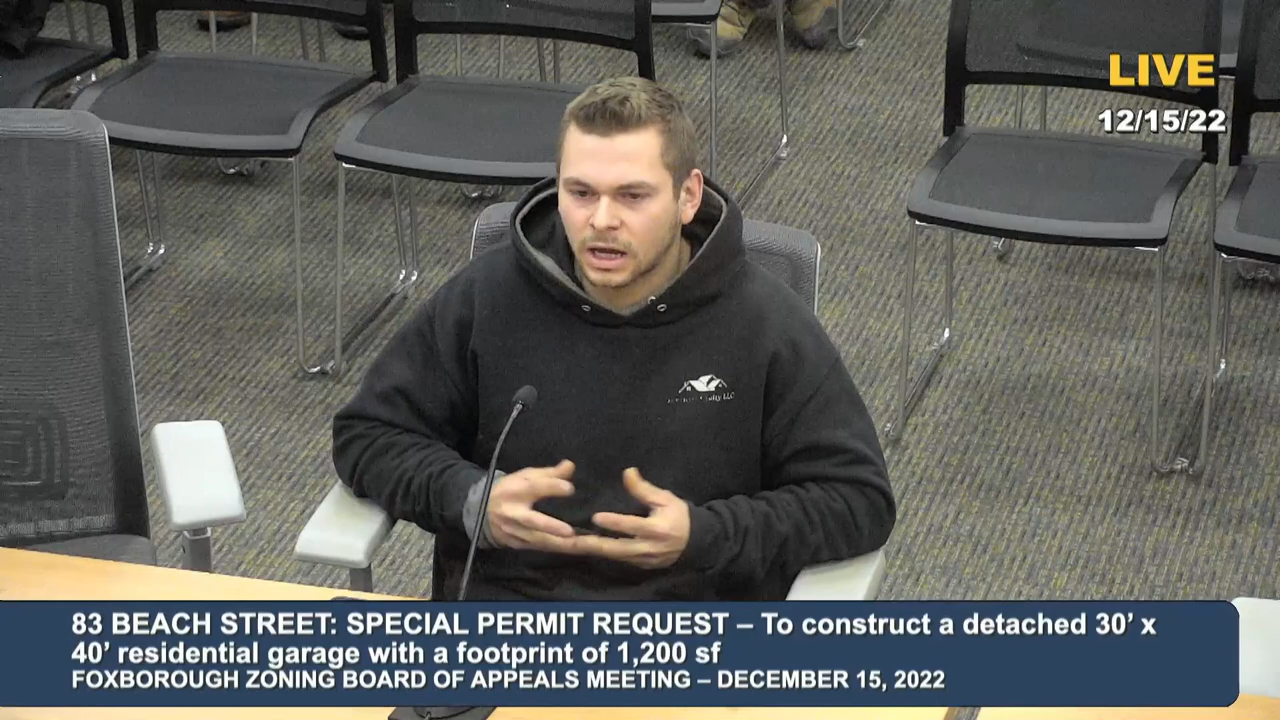 LIVE
12/15/22
83 BEACH STREET: SPECIAL PERMIT REQUEST – To construct a detached 30’ x
40’ residential garage with a footprint of 1,200 sf
FOXBOROUGH ZONING BOARD OF APPEALS MEETING – DECEMBER 15, 2022